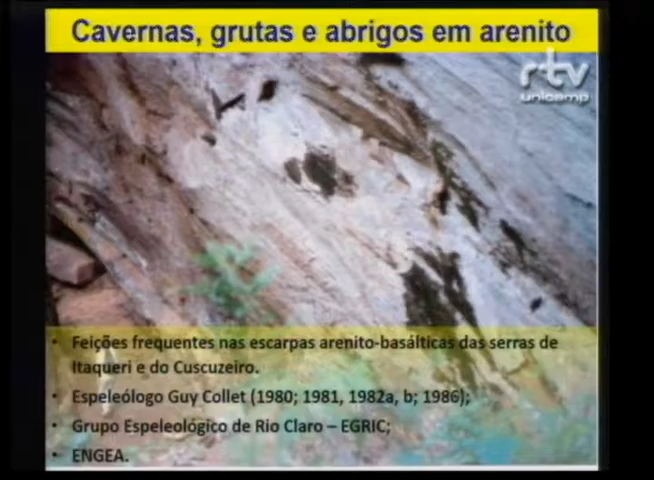 Cavernas, grutas e abrigos em arenito
rtv
unicamp
• Feições frequentes nas escarpas arenito-basálticas das serras de
Itaqueri e do Cuscuzeiro.
• Espeleólogo Guy Collet (1980; 1981, 1982a, b; 1986);
• Grupo Espeleológico de Rio Claro – EGRIC;
• ENGEA.